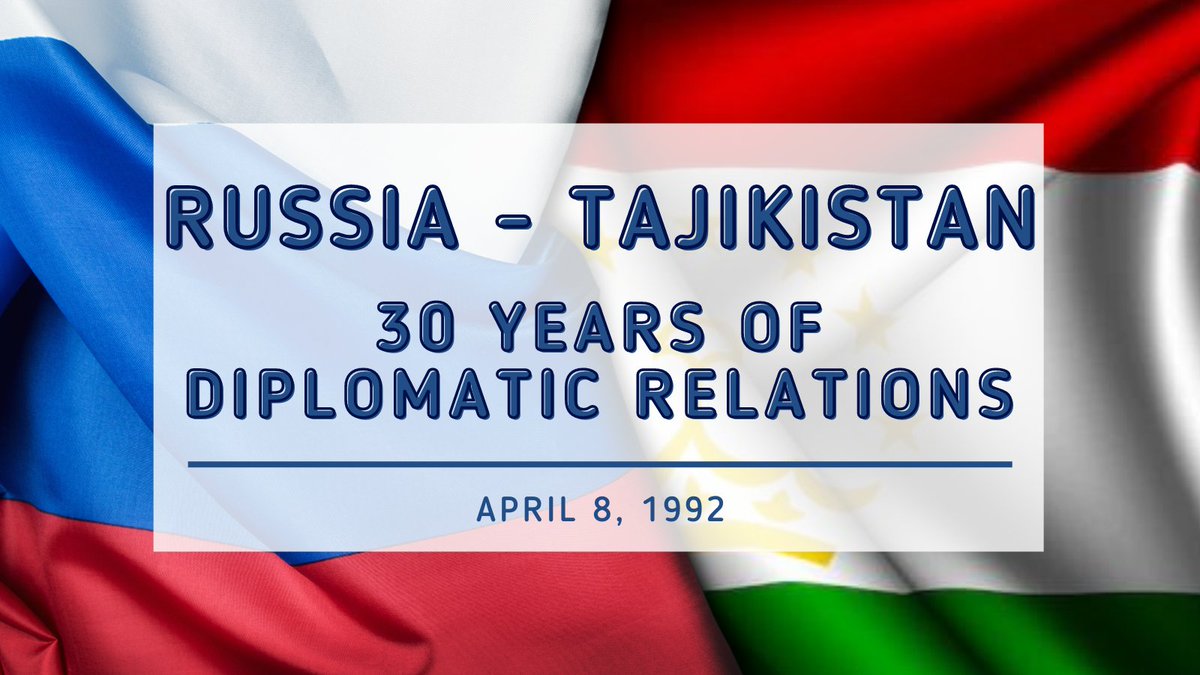 RUSSIA - TAJIKISTAN
30 YEARS OF
DIPLOMATIC RELATIONS
APRIL 8, 1992